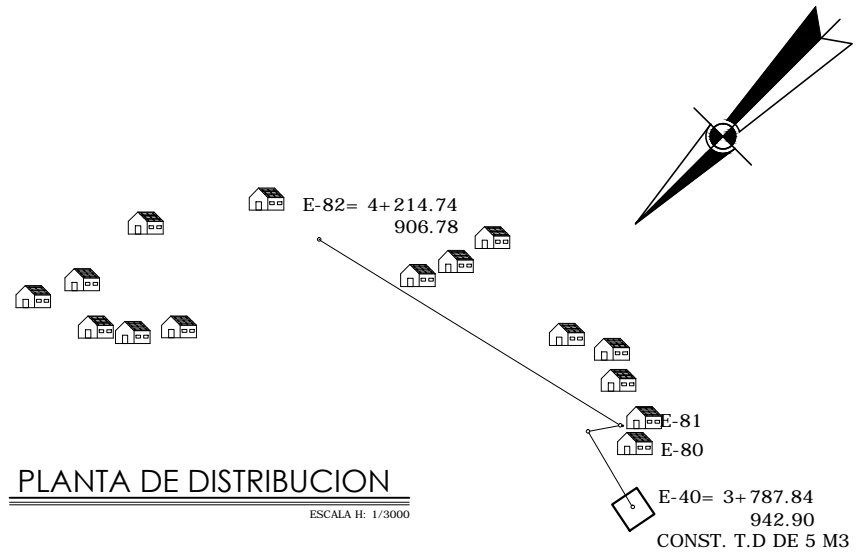 E-82= 4+214.74
906.78
E-81
E-80
PLANTA DE DISTRIBUCION
ESCALA H: 1/3000
E-40= 3+787.84
942.90
CONST. T.D DE 5 M3